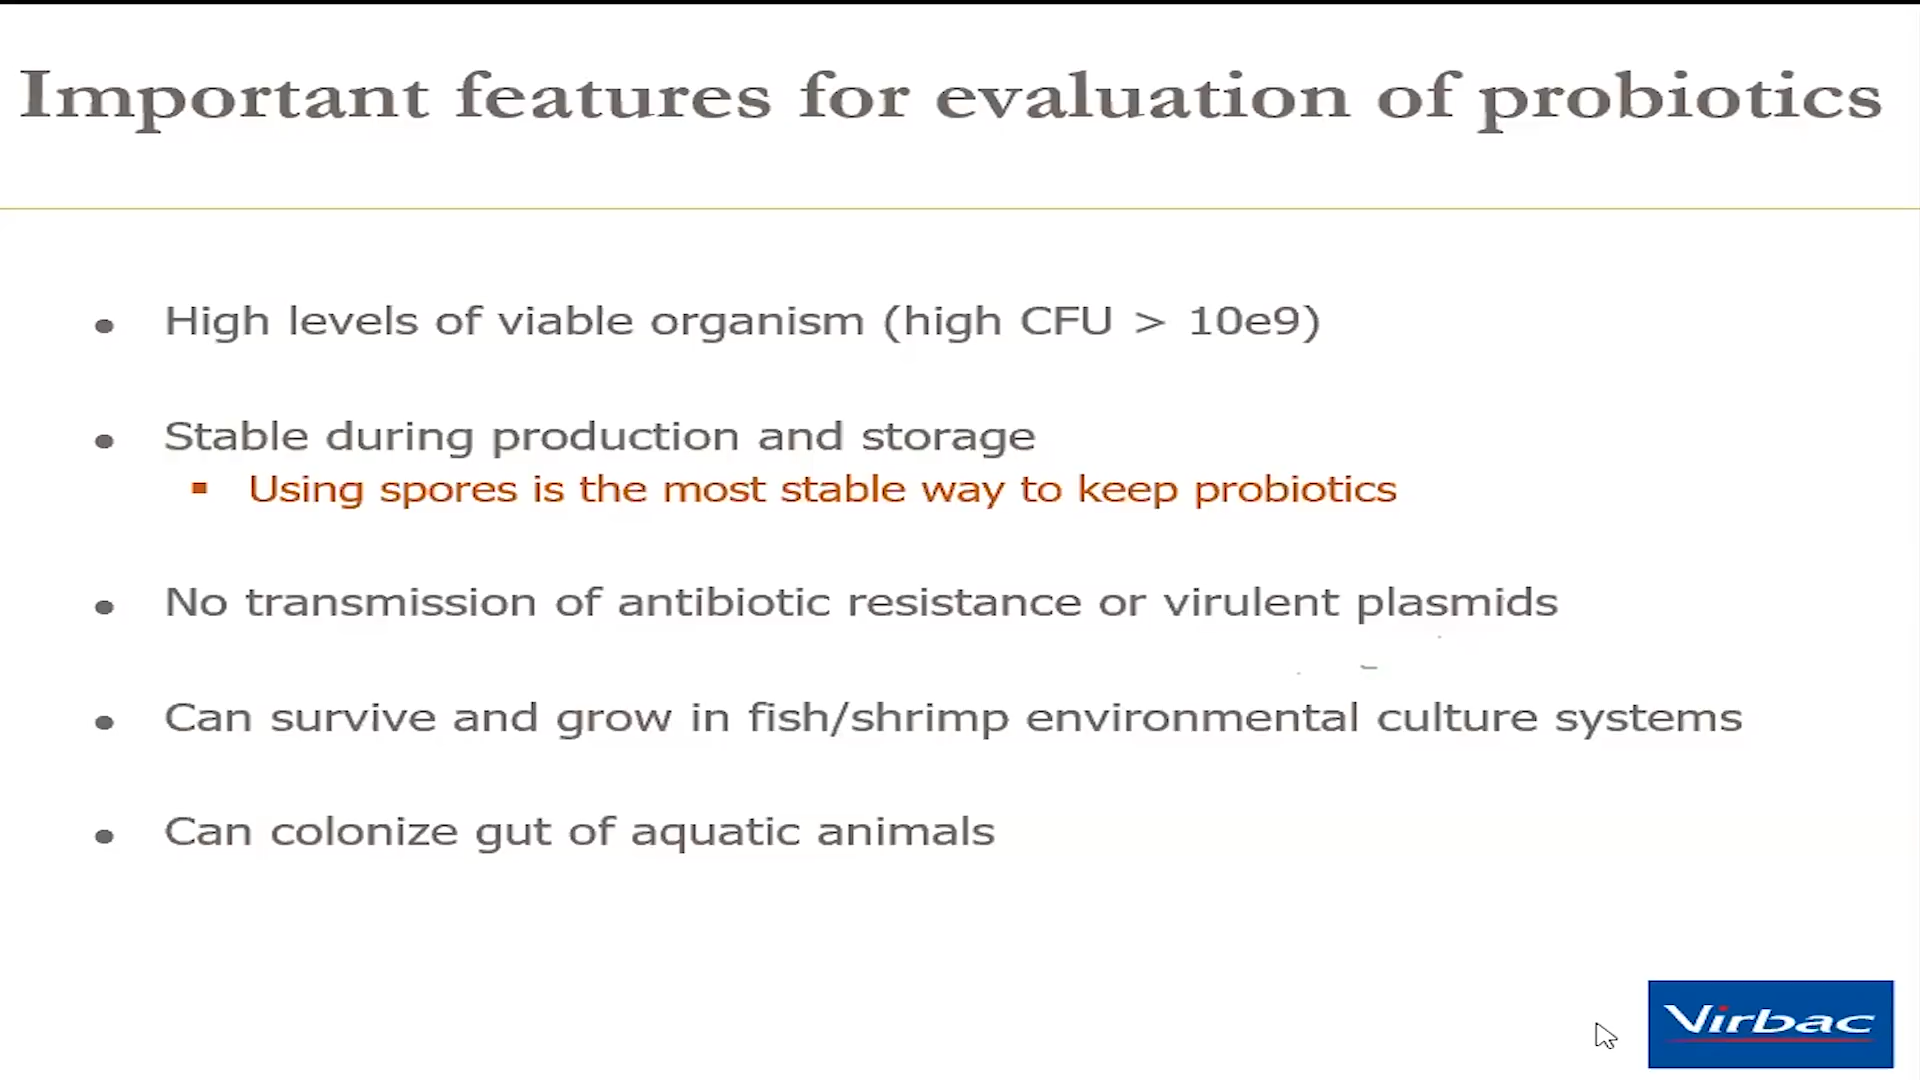 Important features for evaluation of probiotics
• High levels of viable organism (high CFU > 10e9)
• Stable during production and storage
▪ Using spores is the most stable way to keep probiotics
• No transmission of antibiotic resistance or virulent plasmids
• Can survive and grow in fish/shrimp environmental culture systems
• Can colonize gut of aquatic animals
Virbac